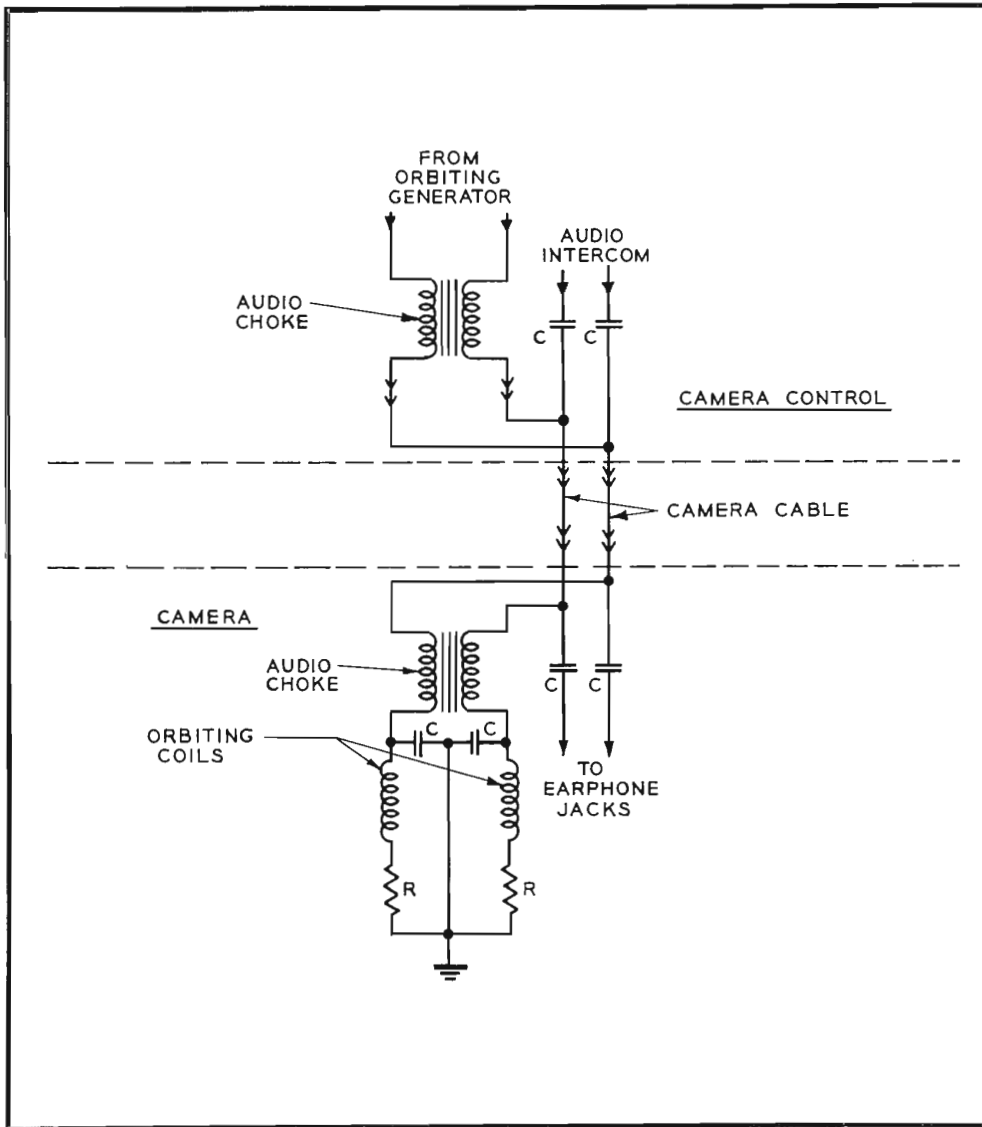 FROM
ORBITING
GENERATOR
AUDIO
INTERCOM
AUDIO
CHOKE
C
C
CAMERA CONTROL
CAMERA CABLE
CAMERA
AUDIO
CHOKE
C
C
C
C
ORBITING
COILS
TO
EARPHONE
JACKS
R
R